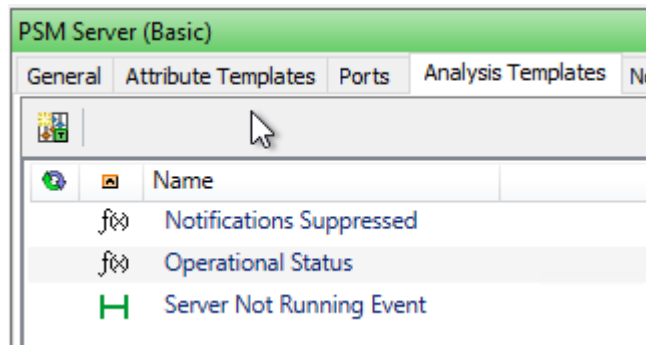 PSM Server (Basic)
General Attribute Templates Ports Analysis Templates
Name
f(x) Notifications Suppressed
f(x) Operational Status
Server Not Running Event